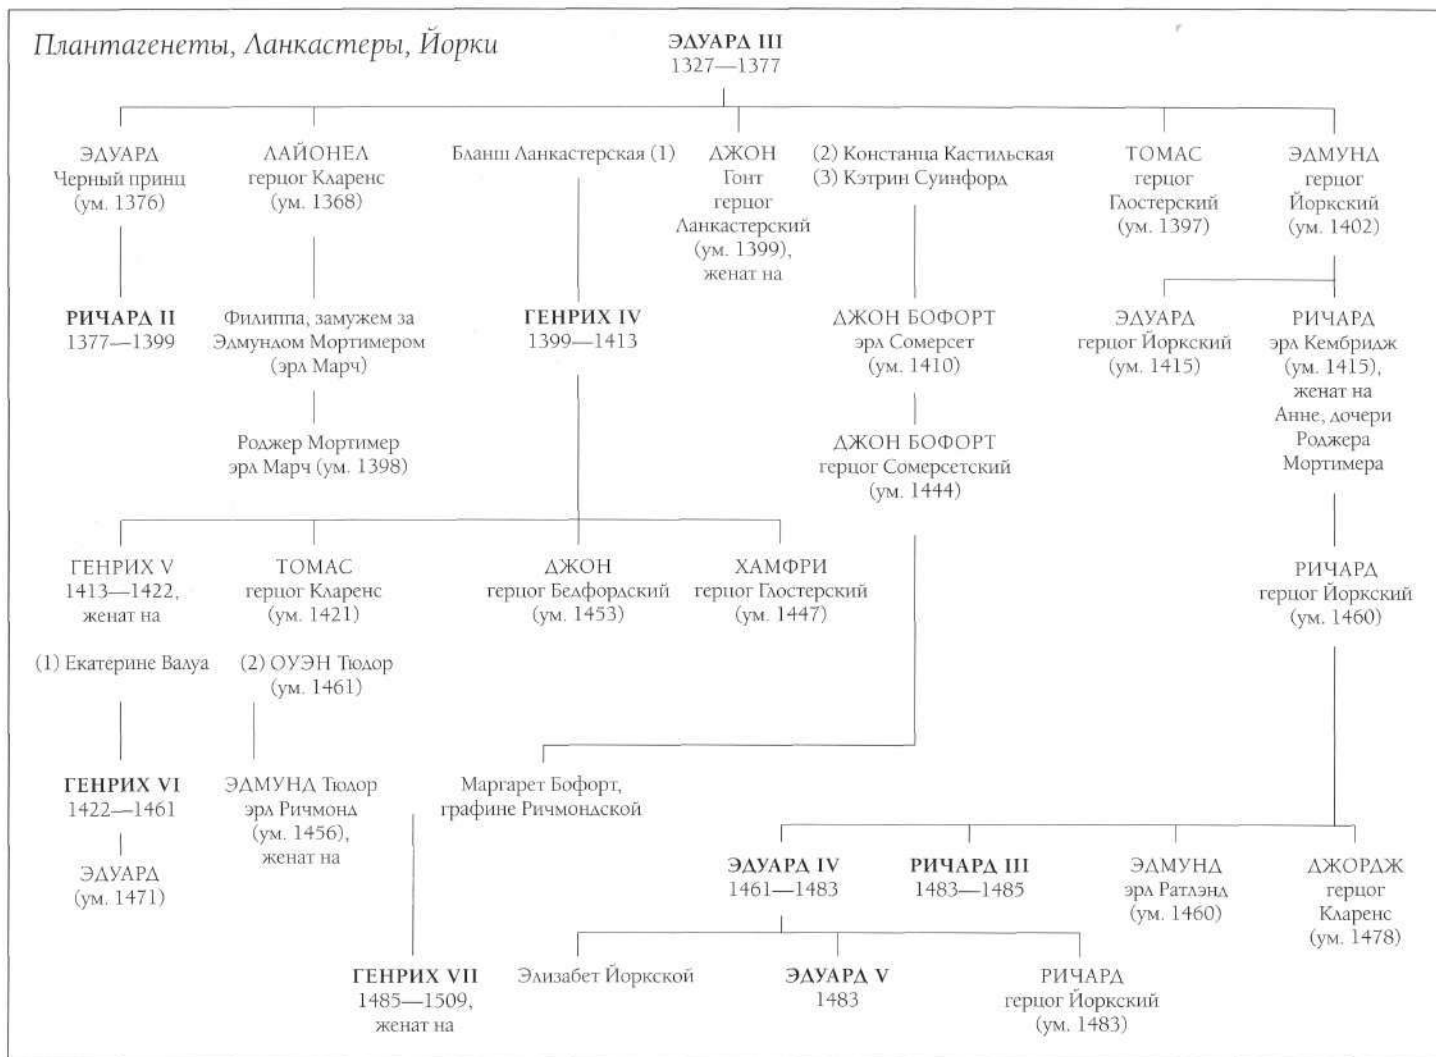 Плантагенеты, Ланкастеры, Йорки
ЭДУАРД III
1327—1377
ЭДУАРД
Черный принц
(ум. 1376)
ЛАЙОНЕЛ
герцог Кларенс
(ум. 1368)
Бланш Ланкастерская (1)
ДЖОН
Гонт
герцог
Ланкастерский
(ум. 1399),
женат на
(2) Констанца Кастильская
(3) Кэтрин Суинфорд
ТОМАС
герцог
Глостерский
(ум. 1397)
ЭДМУНД
герцог
Йоркский
(ум. 1402)
РИЧАРД II
1377—1399
Филиппа, замужем за
Эдмундом Мортимером
(эрл Марч)
ГЕНРИХ IV
1399—1413
ДЖОН БОФОРТ
эрл Сомерсет
(ум. 1410)
ЭДУАРД
герцог Йоркский
(ум. 1415)
РИЧАРД
эрл Кембридж
(ум. 1415),
женат на
Анне, дочери
Роджера
Мортимера
Роджер Мортимер
эрл Марч (ум. 1398)
ДЖОН БОФОРТ
герцог Сомерсетский
(ум. 1444)
ГЕНРИХ V
1413—1422,
женат на
ТОМАС
герцог Кларенс
(ум. 1421)
ДЖОН
герцог Белфордский
(ум. 1453)
ХАМФРИ
герцог Глостерский
(ум. 1447)
РИЧАРД
герцог Йоркский
(ум. 1460)
(1) Екатерине Валуа
(2) ОУЭН Тюдор
(ум. 1461)
ГЕНРИХ VI
1422—1461
ЭДМУНД Тюдор
эрл Ричмонд
(ум. 1456),
женат на
Маргарет Бофорт,
графине Ричмондской
ЭДУАРД
(ум. 1471)
ЭДУАРД IV
1461—1483
РИЧАРД III
1483—1485
ЭДМУНД
эрл Ратлэнд
(ум. 1460)
ДЖОРДЖ
герцог
Кларенс
(ум. 1478)
ГЕНРИХ VII
1485—1509,
женат на
Элизабет Йоркской
ЭДУАРД V
1483
РИЧАРД
герцог Йоркский
(ум. 1483)